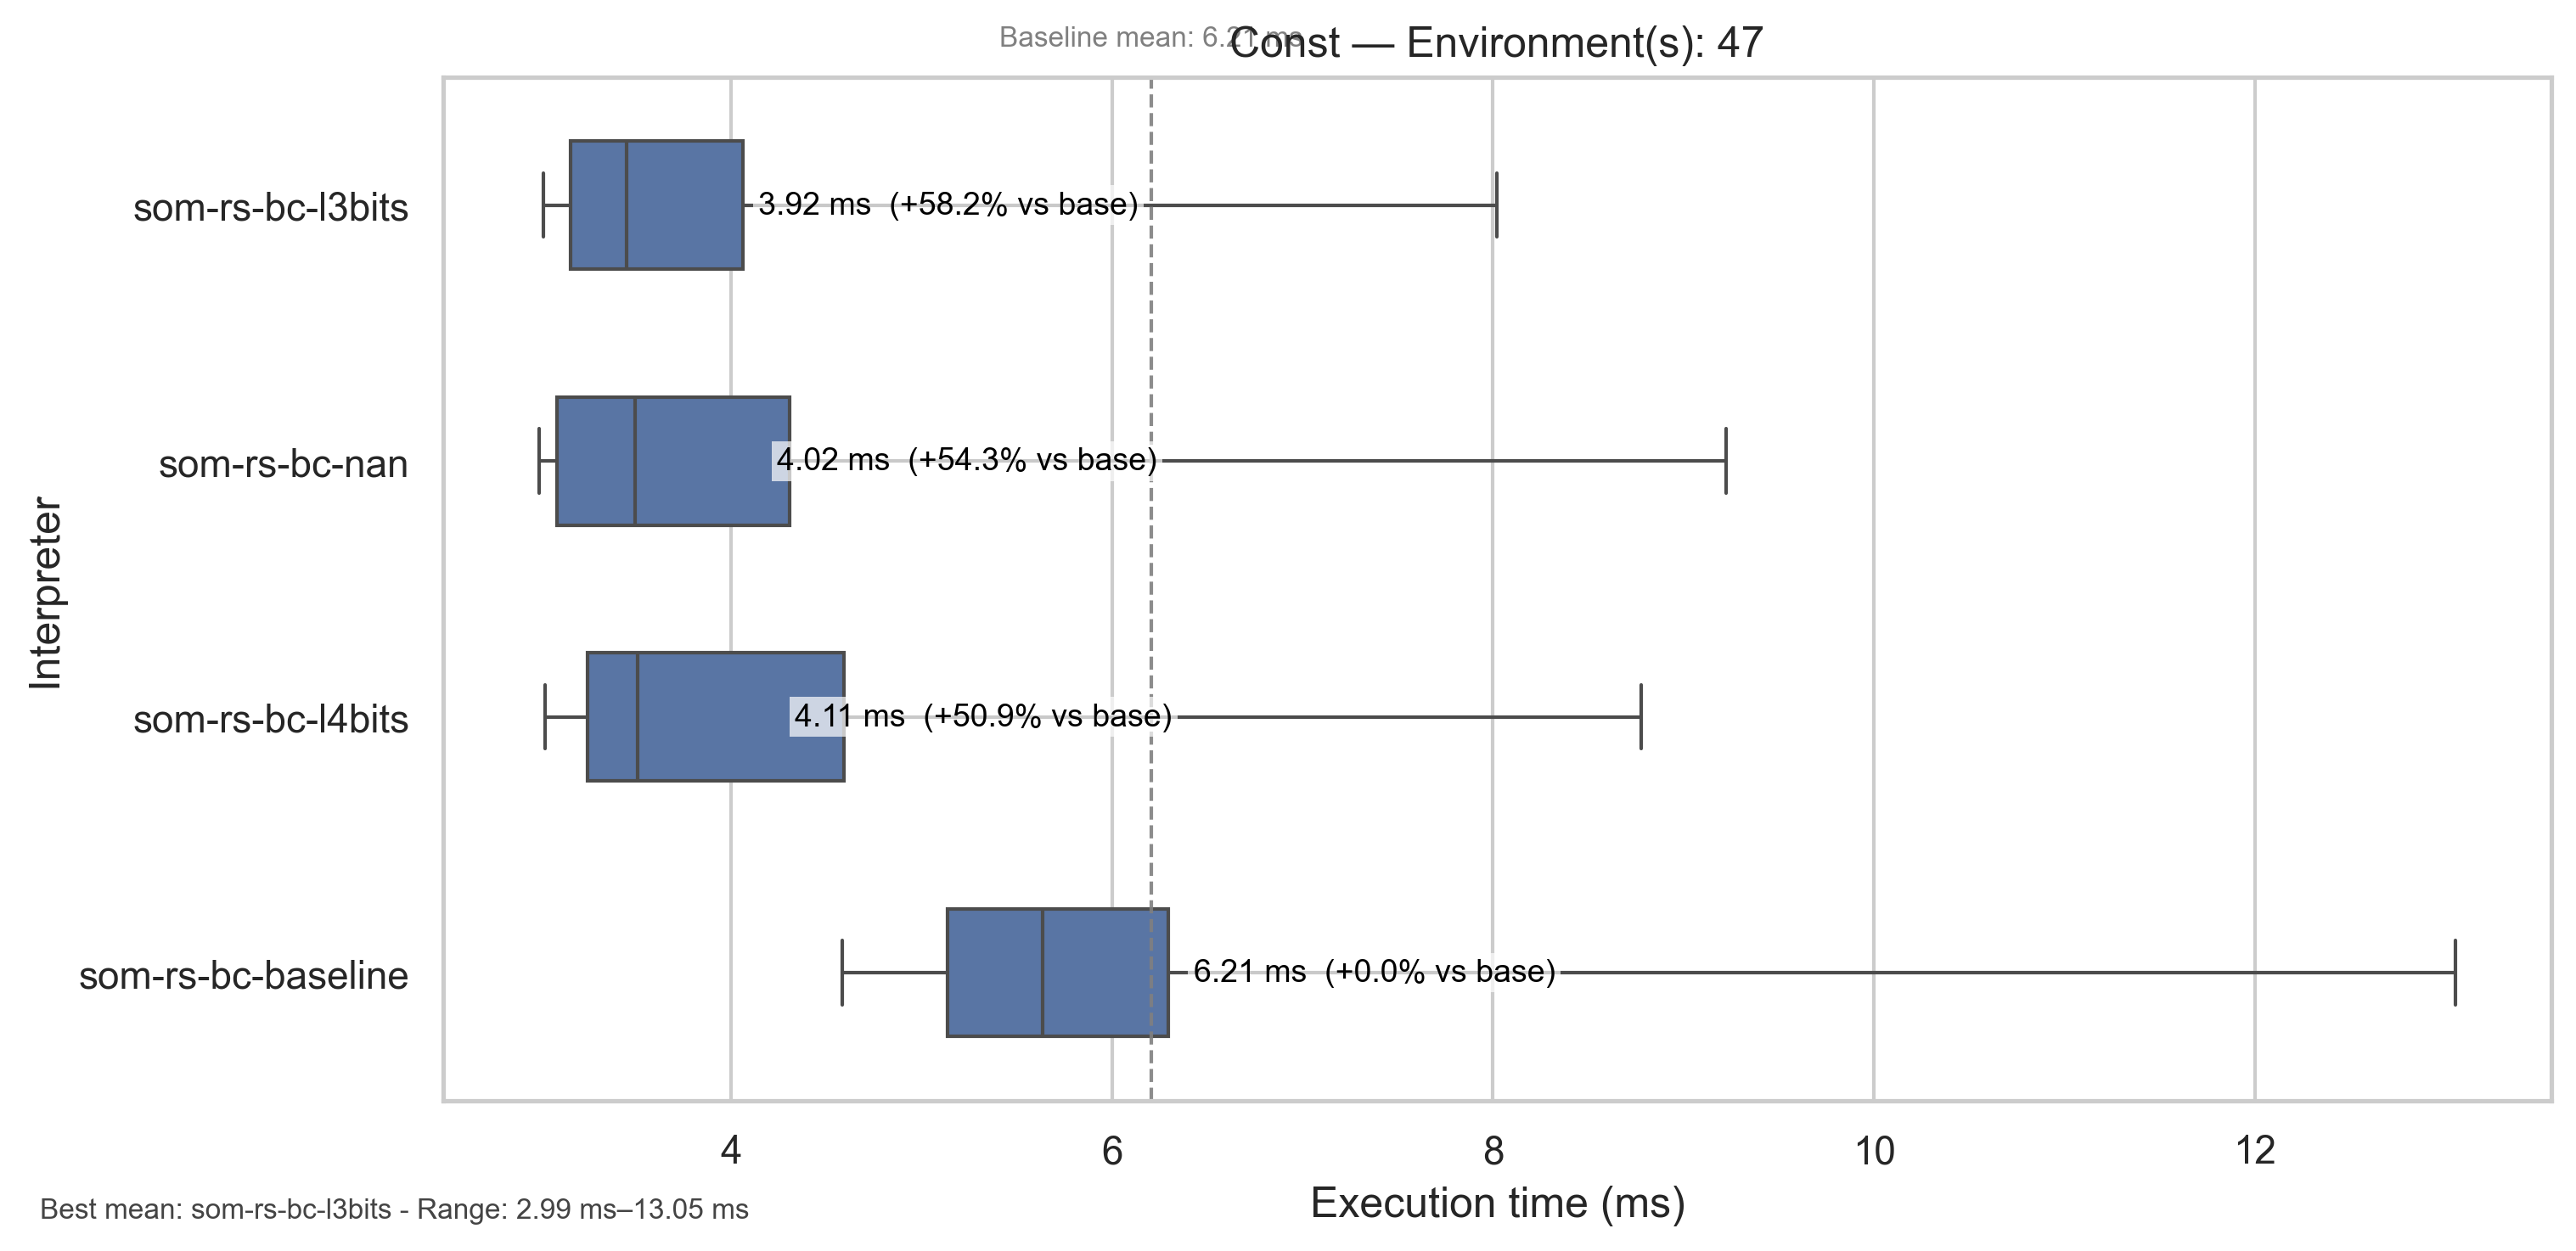 Baseline mean: 6.21 ms
Const — Environment(s): 47
som-rs-bc-l3bits
3.92 ms (+58.2% vs base)
som-rs-bc-nan
4.02 ms (+54.3% vs base)
Interpreter
som-rs-bc-l4bits
4.11 ms (+50.9% vs base)
som-rs-bc-baseline
6.21 ms (+0.0% vs base)
4 6 8 10 12
Execution time (ms)
Best mean: som-rs-bc-l3bits - Range: 2.99 ms–13.05 ms